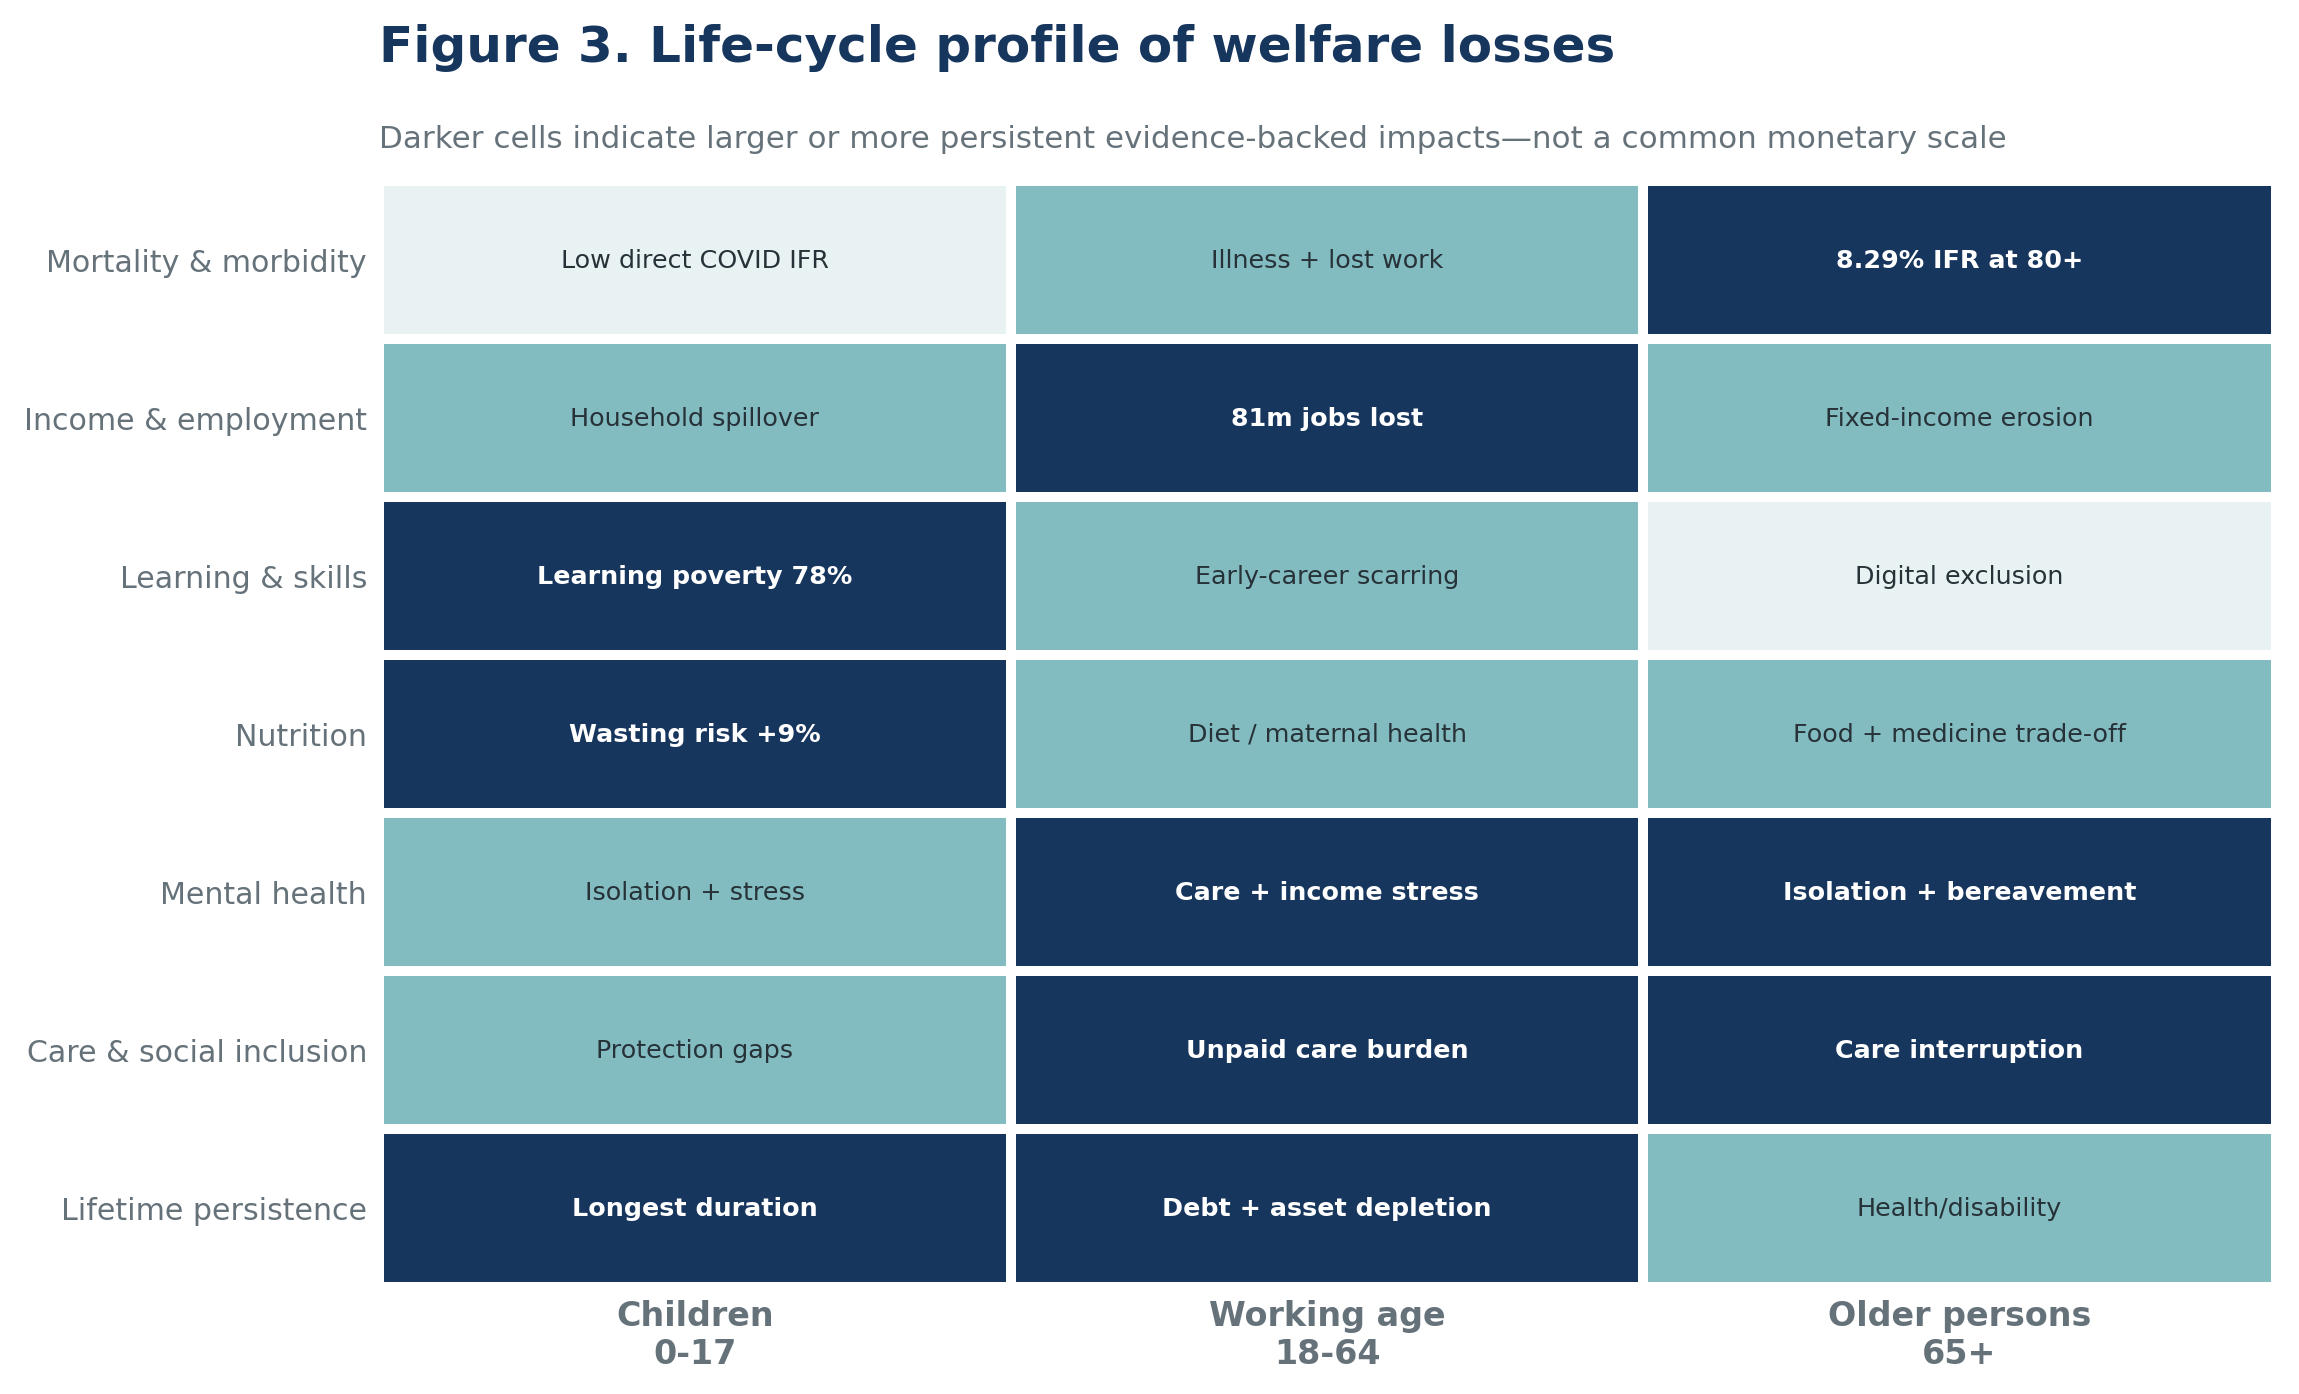 Figure 3. Life-cycle profile of welfare losses
Darker cells indicate larger or more persistent evidence-backed impacts—not a common monetary scale
Mortality & morbidity
Low direct COVID IFR
Illness + lost work
8.29% IFR at 80+
Income & employment
Household spillover
81m jobs lost
Fixed-income erosion
Learning & skills
Learning poverty 78%
Early-career scarring
Digital exclusion
Nutrition
Wasting risk +9%
Diet / maternal health
Food + medicine trade-off
Mental health
Isolation + stress
Care + income stress
Isolation + bereavement
Care & social inclusion
Protection gaps
Unpaid care burden
Care interruption
Lifetime persistence
Longest duration
Debt + asset depletion
Health/disability
Children
0-17
Working age
18-64
Older persons
65+